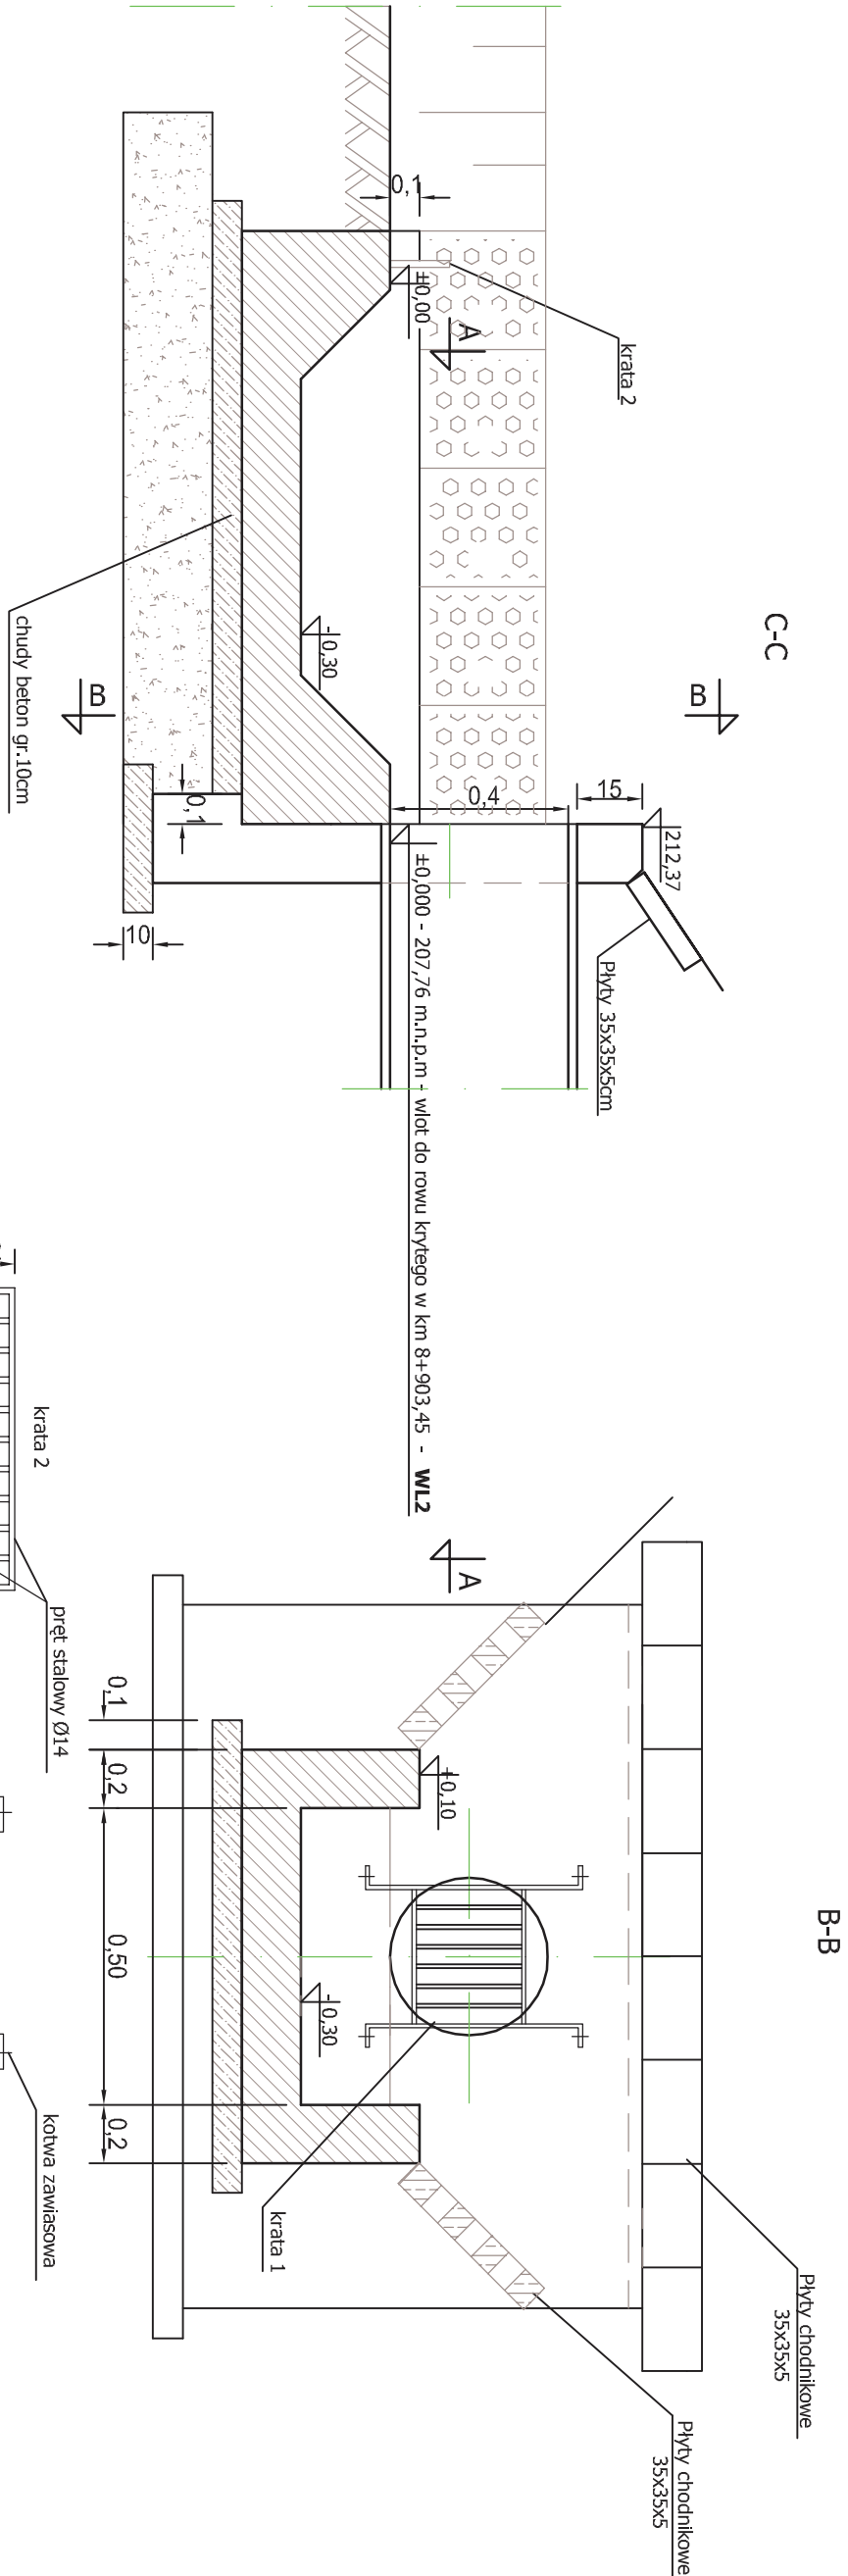 C-C
krata 2
0,1
±0,00
A
-0,30
chudy beton gr.10cm
B
B
0,1
10
0,4
15
212,37
Płyty 35x35x5cm
±0,000 - 207,76 m.n.p.m - wlot do rowu krytego w km 8+903,45 - WL2
krata 2
pręt stalowy Ø14
kotwa zawiasowa
B-B
A
+0,10
-0,30
0,1
0,2
0,50
0,2
krata 1
Płyty chodnikowe
35x35x5
Płyty chodnikowe
35x35x5